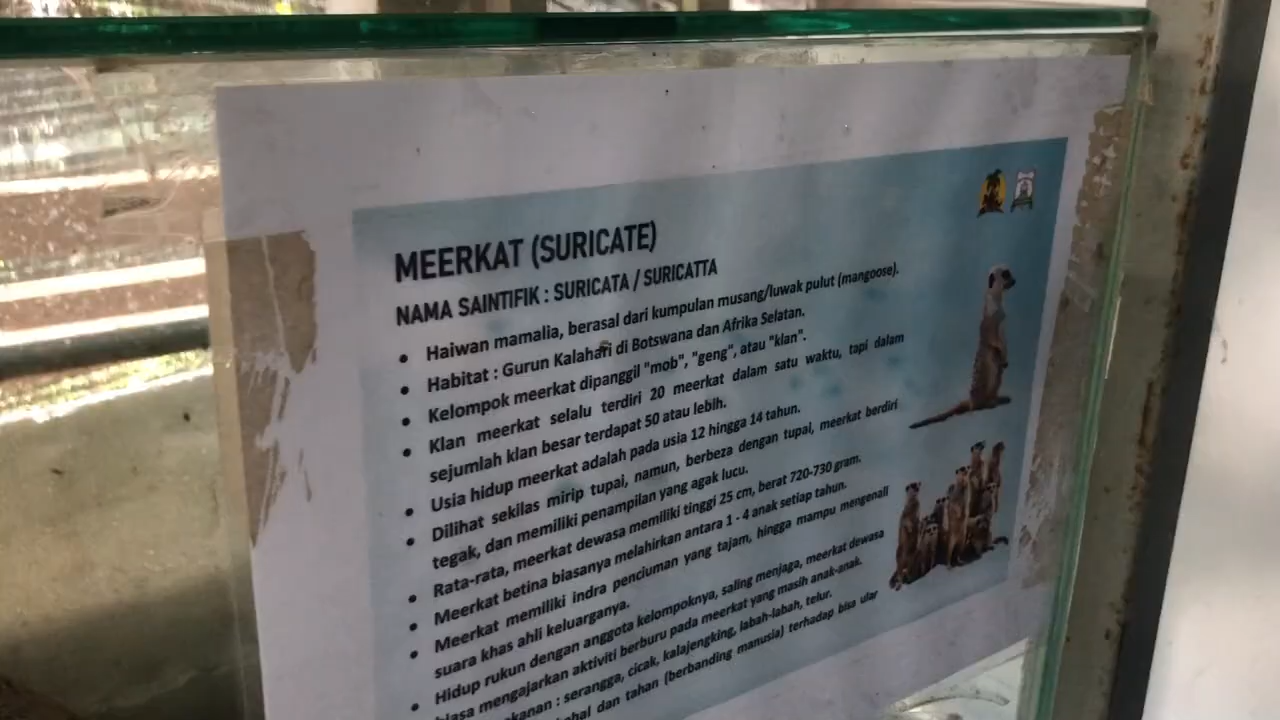 MEERKAT (SURICATE)
NAMA SAINTIFIK : SURICATA / SURICATTA
• Haiwan mamalia, berasal dari kumpulan musang/luwak pulut (mangoose).
• Habitat : Gurun Kalahari di Botswana dan Afrika Selatan.
• Kelompok meerkat dipanggil "mob", "geng", atau "klan".
• Klan meerkat selalu terdiri 20 meerkat dalam satu waktu, tapi dalam
sejumlah klan besar terdapat 50 atau lebih.
• Usia hidup meerkat adalah pada usia 12 hingga 14 tahun.
• Dilihat sekilas mirip tupai, namun, berbeza dengan tupai, meerkat berdiri
tegak, dan memiliki penampilan yang agak lucu.
• Rata-rata, meerkat dewasa memiliki tinggi 25 cm, berat 720-730 gram.
• Meerkat betina biasanya melahirkan antara 1 - 4 anak setiap tahun.
• Meerkat memiliki indra penciuman yang tajam, hingga mampu mengenali
suara khas ahli keluarganya.
• Hidup rukun dengan anggota kelompoknya, saling menjaga, meerkat dewasa
biasa mengajarkan aktiviti berburu pada meerkat yang masih anak-anak.
: serangga, cicak, kalajengking, labah-labah, telur.
dan tahan (berbanding manusia) terhadap bisa ular